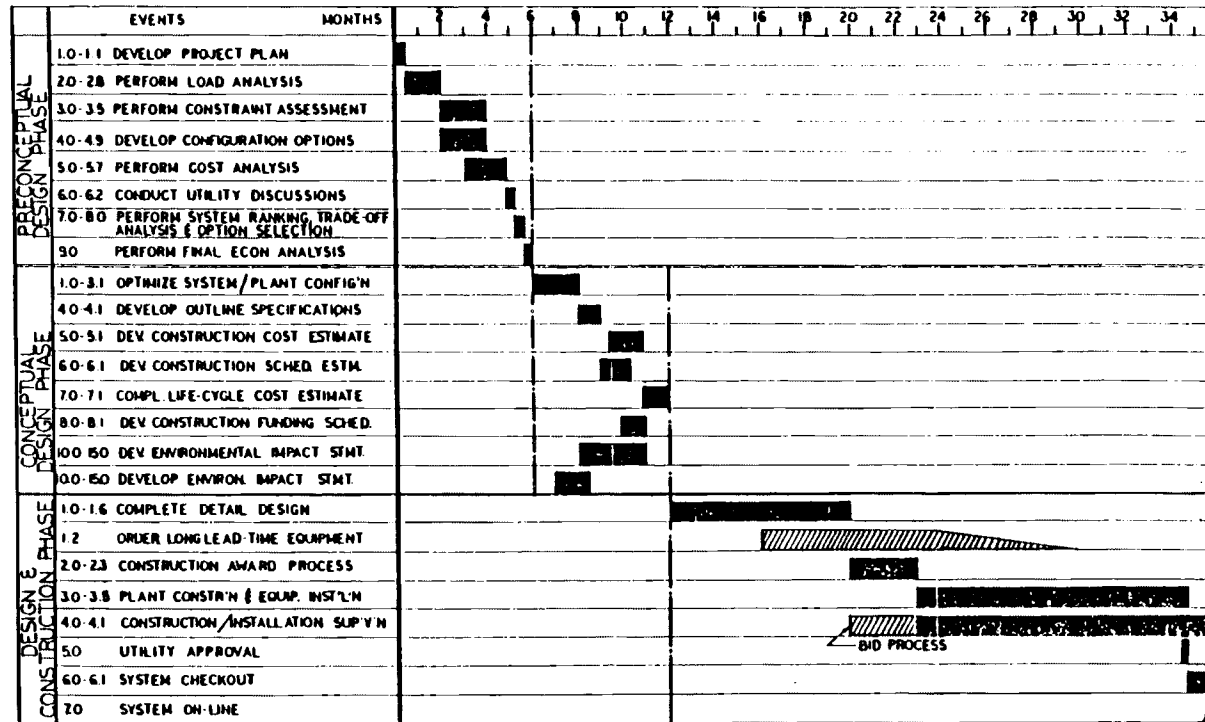 EVENTS MONTHS 4 6 8 10 12 14 16 18 20 22 24 26 28 30 32 34
PRECONCEPTUAL DESIGN PHASE
1.0-1.1 DEVELOP PROJECT PLAN
2.0-2.8 PERFORM LOAD ANALYSIS
3.0-3.5 PERFORM CONSTRAINT ASSESSMENT
4.0-4.9 DEVELOP CONFIGURATION OPTIONS
5.0-5.7 PERFORM COST ANALYSIS
6.0-6.2 CONDUCT UTILITY DISCUSSIONS
7.0-8.0 PERFORM SYSTEM RANKING, TRADE-OFF
ANALYSIS & OPTION SELECTION
9.0 PERFORM FINAL ECON ANALYSIS
CONCEPTUAL DESIGN PHASE
1.0-3.1 OPTIMIZE SYSTEM/PLANT CONFIG'N
4.0-4.1 DEVELOP OUTLINE SPECIFICATIONS
5.0-5.1 DEV. CONSTRUCTION COST ESTIMATE
6.0-6.1 DEV. CONSTRUCTION SCHED. ESTM.
7.0-7.1 COMPL. LIFE-CYCLE COST ESTIMATE
8.0-8.1 DEV. CONSTRUCTION FUNDING SCHED.
10.0 15.0 DEV. ENVIRONMENTAL IMPACT STMT.
10.0-15.0 DEVELOP ENVIRON. IMPACT STMT.
DESIGN & CONSTRUCTION PHASE
1.0-1.6 COMPLETE DETAIL DESIGN
1.2 ORDER LONG LEAD-TIME EQUIPMENT
2.0-2.3 CONSTRUCTION AWARD PROCESS
3.0-3.8 PLANT CONSTR'N & EQUIP. INST'L'N
4.0-4.1 CONSTRUCTION/INSTALLATION SUP'V'N
BID PROCESS
5.0 UTILITY APPROVAL
6.0-6.1 SYSTEM CHECKOUT
7.0 SYSTEM ON-LINE